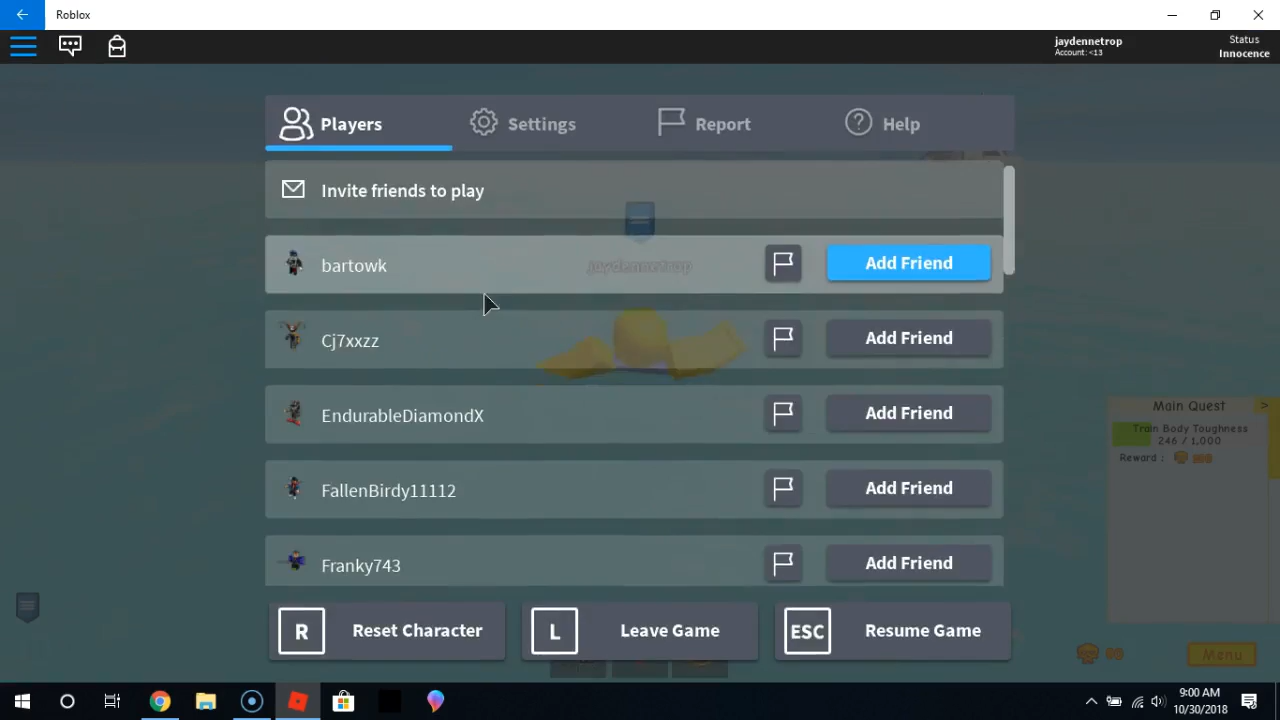 Roblox
jaydennetrop
Account: <13
Status
Innocence
Players
Settings
Report
Help
Invite friends to play
bartowk
jaydennetrop
Add Friend
Cj7xxzz
Add Friend
EndurableDiamondX
Add Friend
FallenBirdy11112
Add Friend
Franky743
Add Friend
Main Quest
>
Train Body Toughness
246 / 1,000
Reward :
R
Reset Character
L
Leave Game
ESC
Resume Game
Menu
9:00 AM
10/30/2018